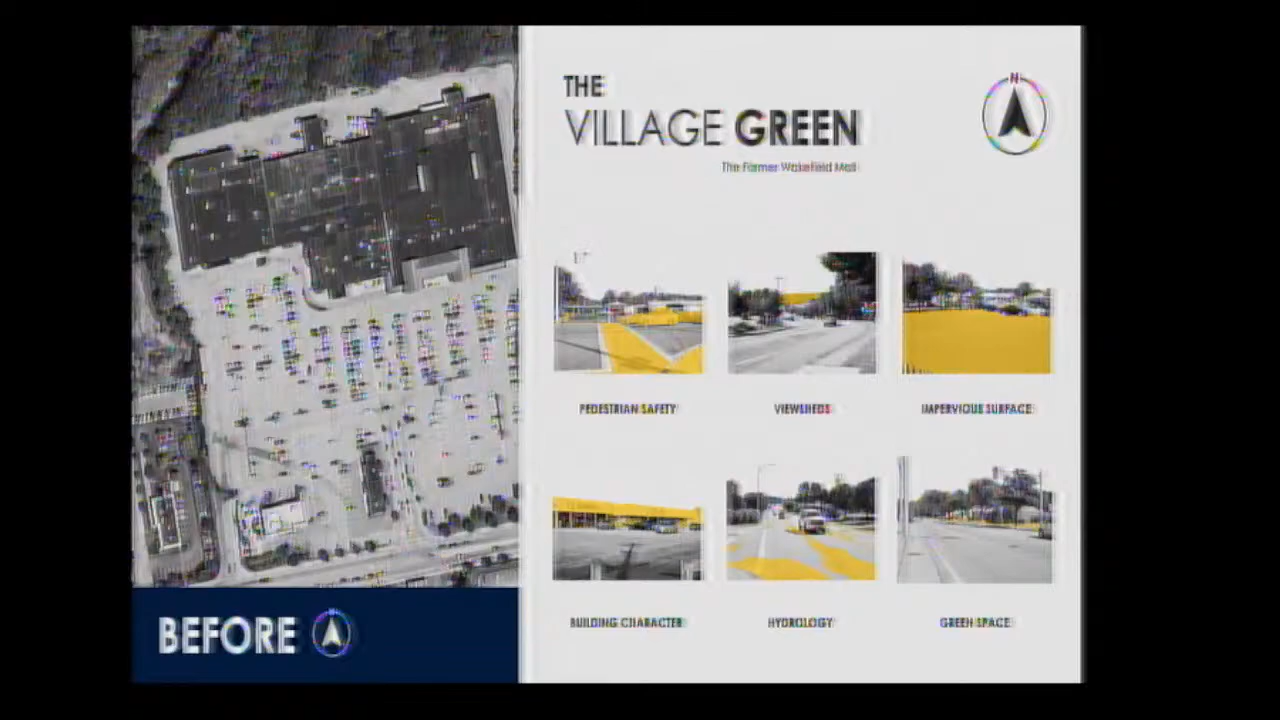 THE
VILLAGE GREEN
N
The Former Wakefield Mall
PEDESTRIAN SAFETY
VIEWSHEDS
IMPERVIOUS SURFACE
BUILDING CHARACTER
HYDROLOGY
GREEN SPACE
BEFORE
N